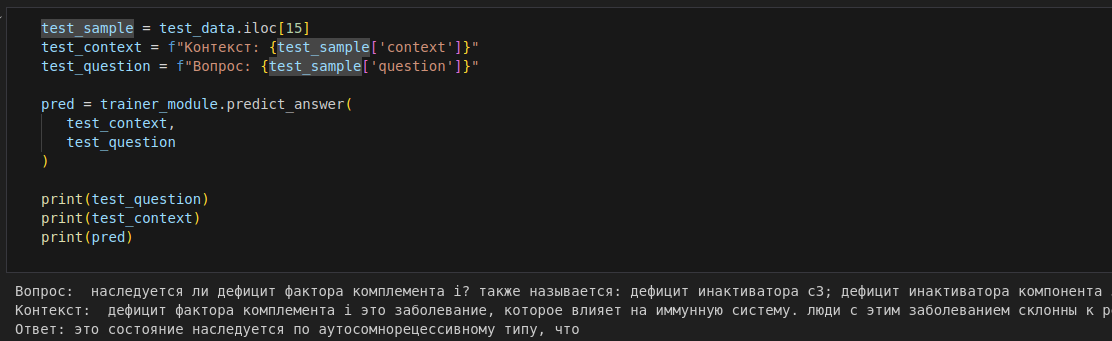 test_sample = test_data.iloc[15]
test_context = f"Контекст: {test_sample['context']}"
test_question = f"Вопрос: {test_sample['question']}"
pred = trainer_module.predict_answer(
test_context,
test_question
)
print(test_question)
print(test_context)
print(pred)
Вопрос: наследуется ли дефицит фактора комплемента i? также называется: дефицит инактиватора c3; дефицит инактиватора компонента
Контекст: дефицит фактора комплемента i это заболевание, которое влияет на иммунную систему. люди с этим заболеванием склонны к
Ответ: это состояние наследуется по аутосомнорецессивному типу, что